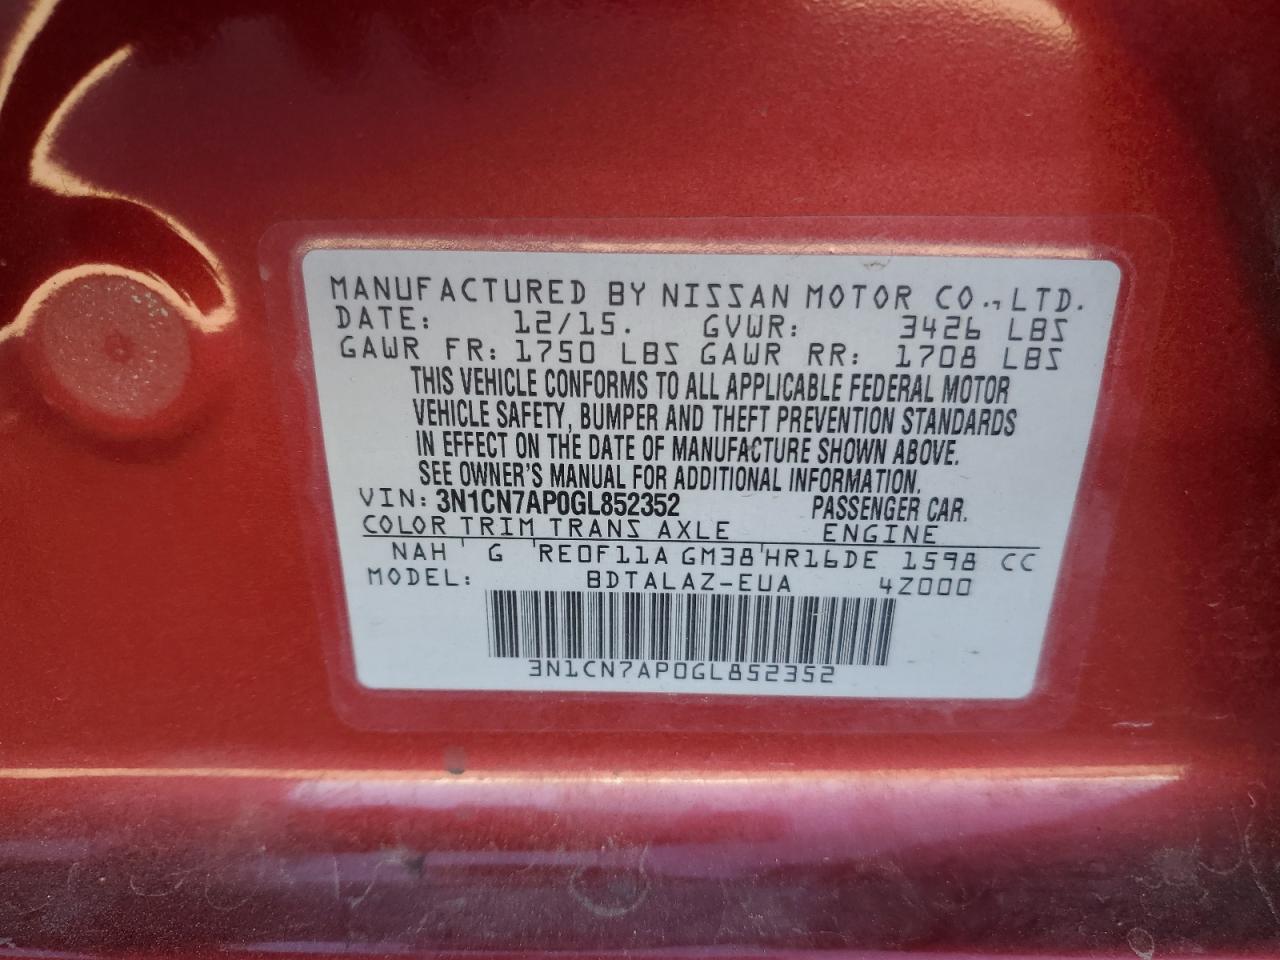 MANUFACTURED BY NISSAN MOTOR CO., LTD.
DATE: 12/15. GVWR: 3426 LBS
GAWR FR: 1750 LBS GAWR RR: 1708 LBS
THIS VEHICLE CONFORMS TO ALL APPLICABLE FEDERAL MOTOR
VEHICLE SAFETY, BUMPER AND THEFT PREVENTION STANDARDS
IN EFFECT ON THE DATE OF MANUFACTURE SHOWN ABOVE.
SEE OWNER'S MANUAL FOR ADDITIONAL INFORMATION.
VIN: 3N1CN7AP0GL852352 PASSENGER CAR.
COLOR TRIM TRANS AXLE ENGINE
NAH G RE0F11A GM38 HR16DE 1598 CC
MODEL: BDTALAZ-EUA 4Z000
3N1CN7AP0GL852352